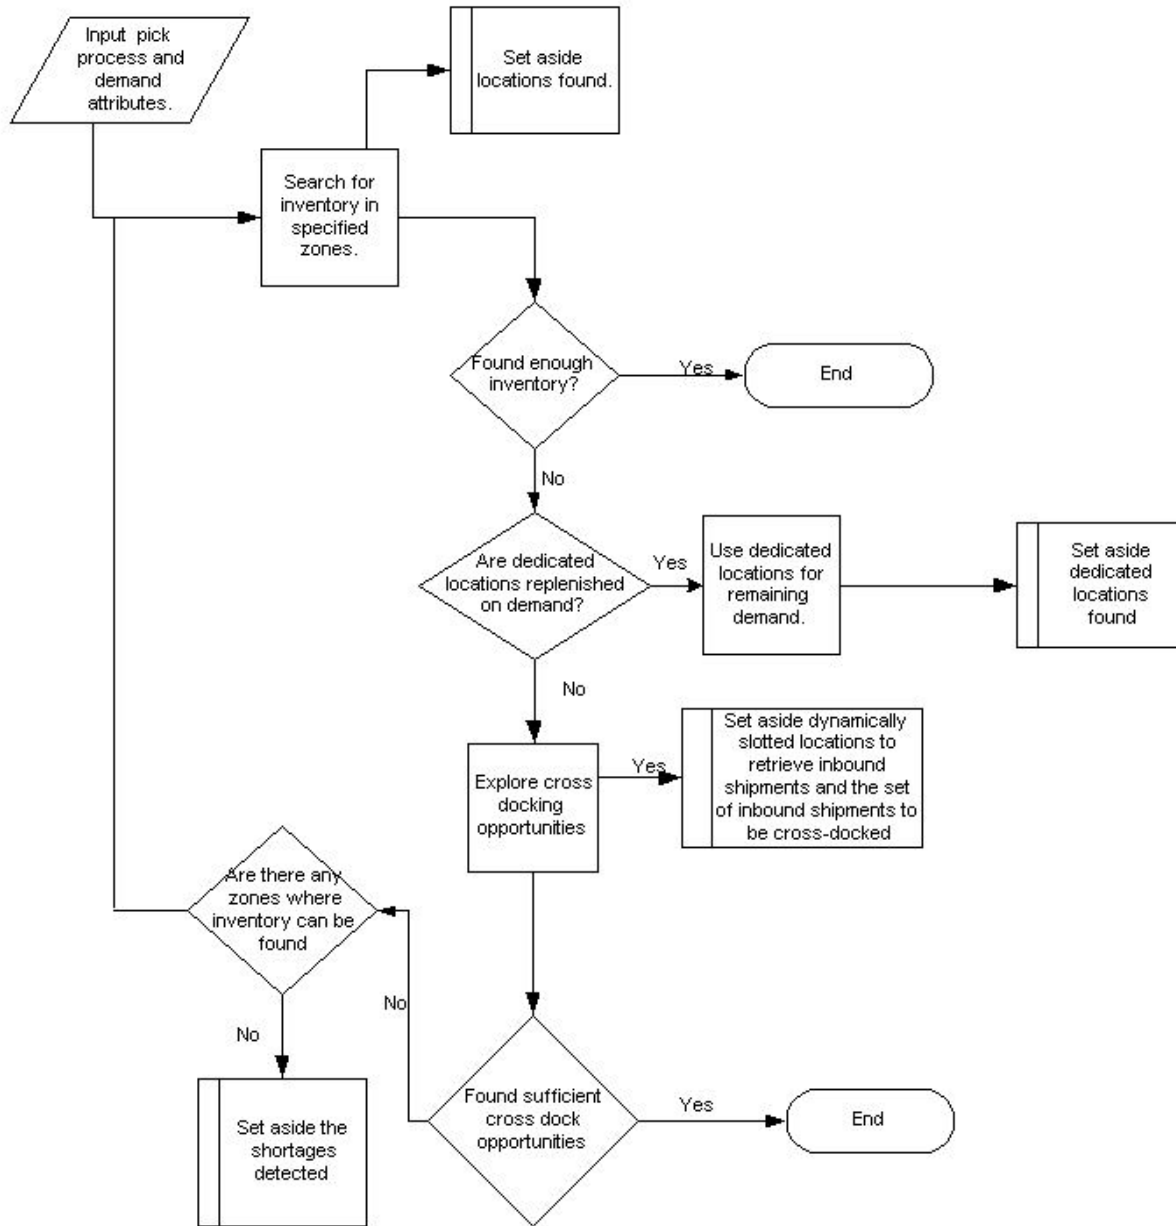 Input pick
process and
demand
attributes.
Set aside
locations found.
Search for
inventory in
specified
zones.
Found enough
inventory?
Yes
End
No
Are dedicated
locations replenished
on demand?
Yes
Use dedicated
locations for
remaining
demand.
Set aside
dedicated
locations
found
No
Explore cross
docking
opportunities
Yes
Set aside dynamically
slotted locations to
retrieve inbound
shipments and the set
of inbound shipments to
be cross-docked
Are there any
zones where
inventory can be
found
No
No
Set aside the
shortages
detected
Found sufficient
cross dock
opportunities
Yes
End